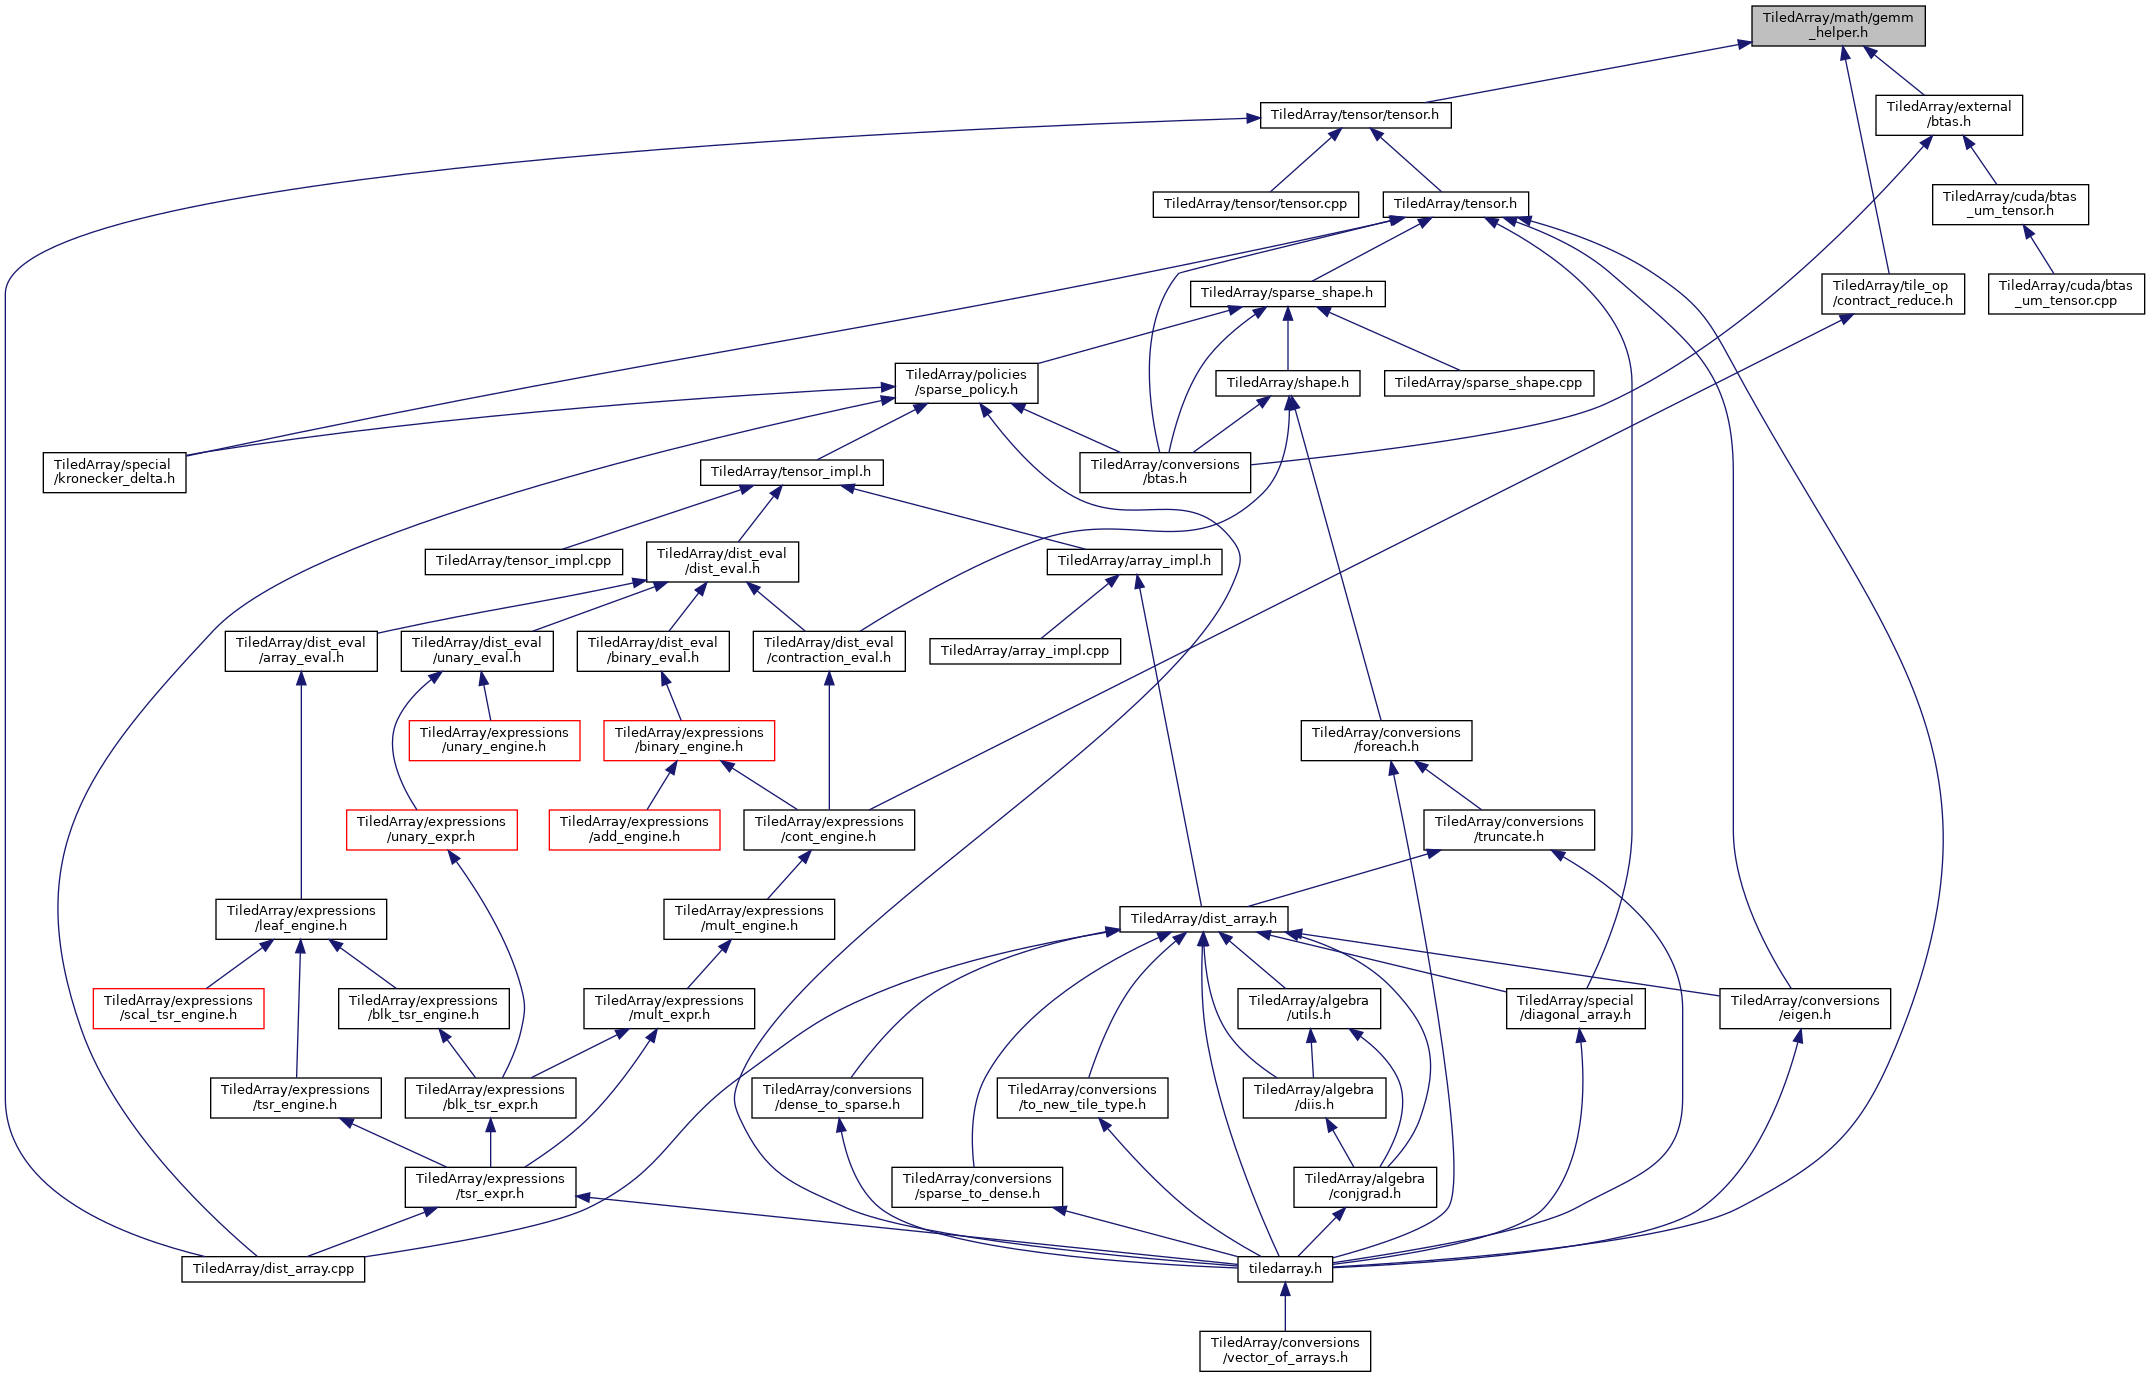 TiledArray/math/gemm
_helper.h
TiledArray/tensor/tensor.h
TiledArray/external
/btas.h
TiledArray/tensor/tensor.cpp
TiledArray/tensor.h
TiledArray/cuda/btas
_um_tensor.h
TiledArray/sparse_shape.h
TiledArray/tile_op
/contract_reduce.h
TiledArray/cuda/btas
_um_tensor.cpp
TiledArray/policies
/sparse_policy.h
TiledArray/shape.h
TiledArray/sparse_shape.cpp
TiledArray/special
/kronecker_delta.h
TiledArray/tensor_impl.h
TiledArray/conversions
/btas.h
TiledArray/tensor_impl.cpp
TiledArray/dist_eval
/dist_eval.h
TiledArray/array_impl.h
TiledArray/dist_eval
/array_eval.h
TiledArray/dist_eval
/unary_eval.h
TiledArray/dist_eval
/binary_eval.h
TiledArray/dist_eval
/contraction_eval.h
TiledArray/array_impl.cpp
TiledArray/expressions
/unary_engine.h
TiledArray/expressions
/binary_engine.h
TiledArray/conversions
/foreach.h
TiledArray/expressions
/unary_expr.h
TiledArray/expressions
/add_engine.h
TiledArray/expressions
/cont_engine.h
TiledArray/conversions
/truncate.h
TiledArray/expressions
/leaf_engine.h
TiledArray/expressions
/mult_engine.h
TiledArray/dist_array.h
TiledArray/expressions
/scal_tsr_engine.h
TiledArray/expressions
/blk_tsr_engine.h
TiledArray/expressions
/mult_expr.h
TiledArray/algebra
/utils.h
TiledArray/special
/diagonal_array.h
TiledArray/conversions
/eigen.h
TiledArray/expressions
/tsr_engine.h
TiledArray/expressions
/blk_tsr_expr.h
TiledArray/conversions
/dense_to_sparse.h
TiledArray/conversions
/to_new_tile_type.h
TiledArray/algebra
/diis.h
TiledArray/expressions
/tsr_expr.h
TiledArray/conversions
/sparse_to_dense.h
TiledArray/algebra
/conjgrad.h
TiledArray/dist_array.cpp
tiledarray.h
TiledArray/conversions
/vector_of_arrays.h